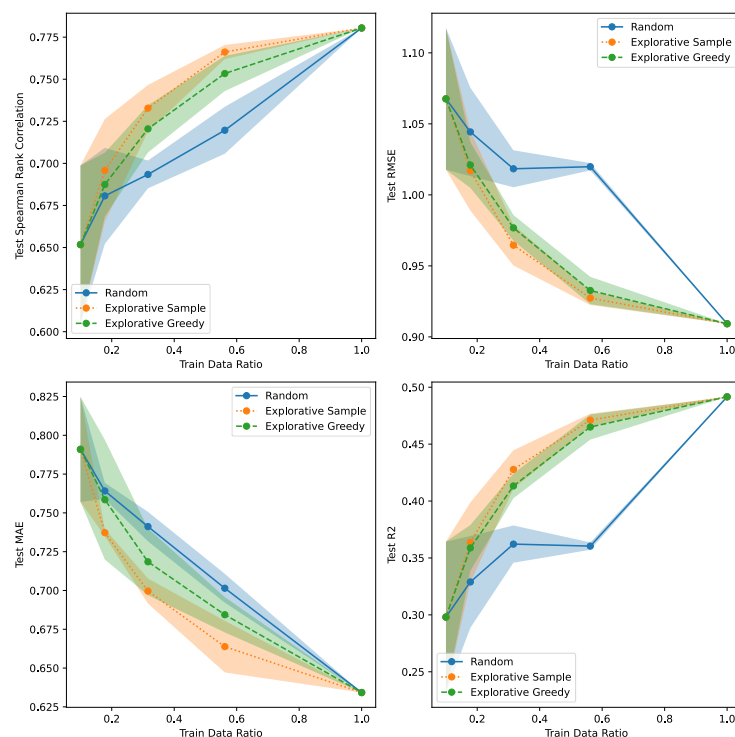 Test Spearman Rank Correlation
0.775
0.750
0.725
0.700
0.675
0.650
0.625
0.600
Random
Explorative Sample
Explorative Greedy
0.2
0.4
0.6
0.8
1.0
Train Data Ratio
Test RMSE
1.10
1.05
1.00
0.95
0.90
Random
Explorative Sample
Explorative Greedy
0.2
0.4
0.6
0.8
1.0
Train Data Ratio
Test MAE
0.825
0.800
0.775
0.750
0.725
0.700
0.675
0.650
0.625
Random
Explorative Sample
Explorative Greedy
0.2
0.4
0.6
0.8
1.0
Train Data Ratio
Test R2
0.50
0.45
0.40
0.35
0.30
0.25
Random
Explorative Sample
Explorative Greedy
0.2
0.4
0.6
0.8
1.0
Train Data Ratio